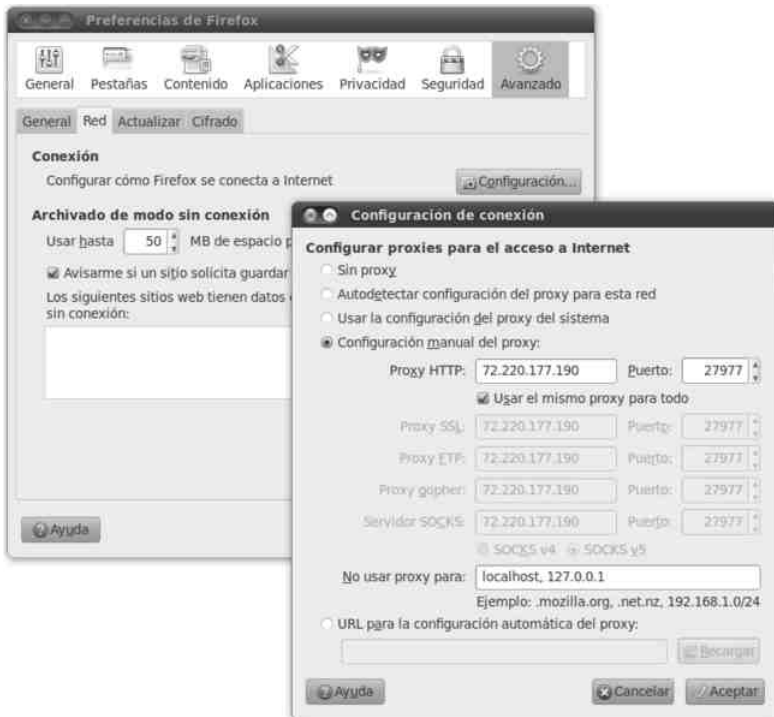 Preferencias de Firefox
General Pestañas Contenido Aplicaciones Privacidad Seguridad Avanzado
General Red Actualizar Cifrado
Conexión
Configurar cómo Firefox se conecta a Internet
Configuración...
Archivado de modo sin conexión
Usar hasta 50 MB de espacio p
Avisarme si un sitio solicita guardar
Los siguientes sitios web tienen datos
sin conexión:
Ayuda
Configuración de conexión
Configurar proxies para el acceso a Internet
Sin proxy
Autodetectar configuración del proxy para esta red
Usar la configuración del proxy del sistema
Configuración manual del proxy:
Proxy HTTP: 72.220.177.190 Puerto: 27977
Usar el mismo proxy para todo
Proxy SSL: 72.220.177.190 Puerto: 27977
Proxy FTP: 72.220.177.190 Puerto: 27977
Proxy gopher: 72.220.177.190 Puerto: 27977
Servidor SOCKS: 72.220.177.190 Puerto: 27977
SOCKS v4 SOCKS v5
No usar proxy para: localhost, 127.0.0.1
Ejemplo: .mozilla.org, .net.nz, 192.168.1.0/24
URL para la configuración automática del proxy:
Recargar
Ayuda Cancelar Aceptar